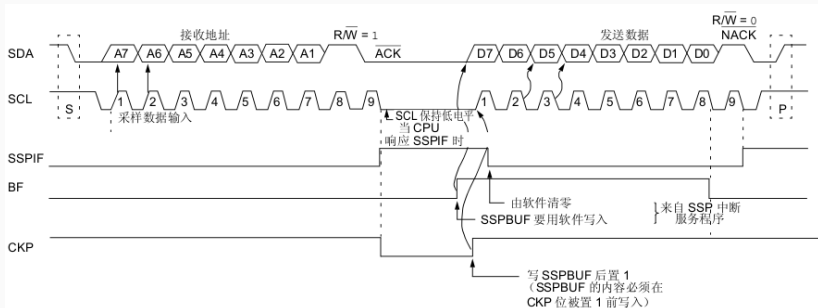 R/W = 0
接收地址 R/W = 1 发送数据 NACK
SDA A7 A6 A5 A4 A3 A2 A1 ACK D7 D6 D5 D4 D3 D2 D1 D0
SCL S 1 2 3 4 5 6 7 8 9 1 2 3 4 5 6 7 8 9 P
采样数据输入
SCL 保持低电平
当 CPU
响应 SSPIF 时
SSPIF
BF
由软件清零
SSPBUF 要用软件写入
来自 SSP 中断
服务程序
CKP
写 SSPBUF 后置 1
（SSPBUF 的内容必须在
CKP 位被置 1 前写入）